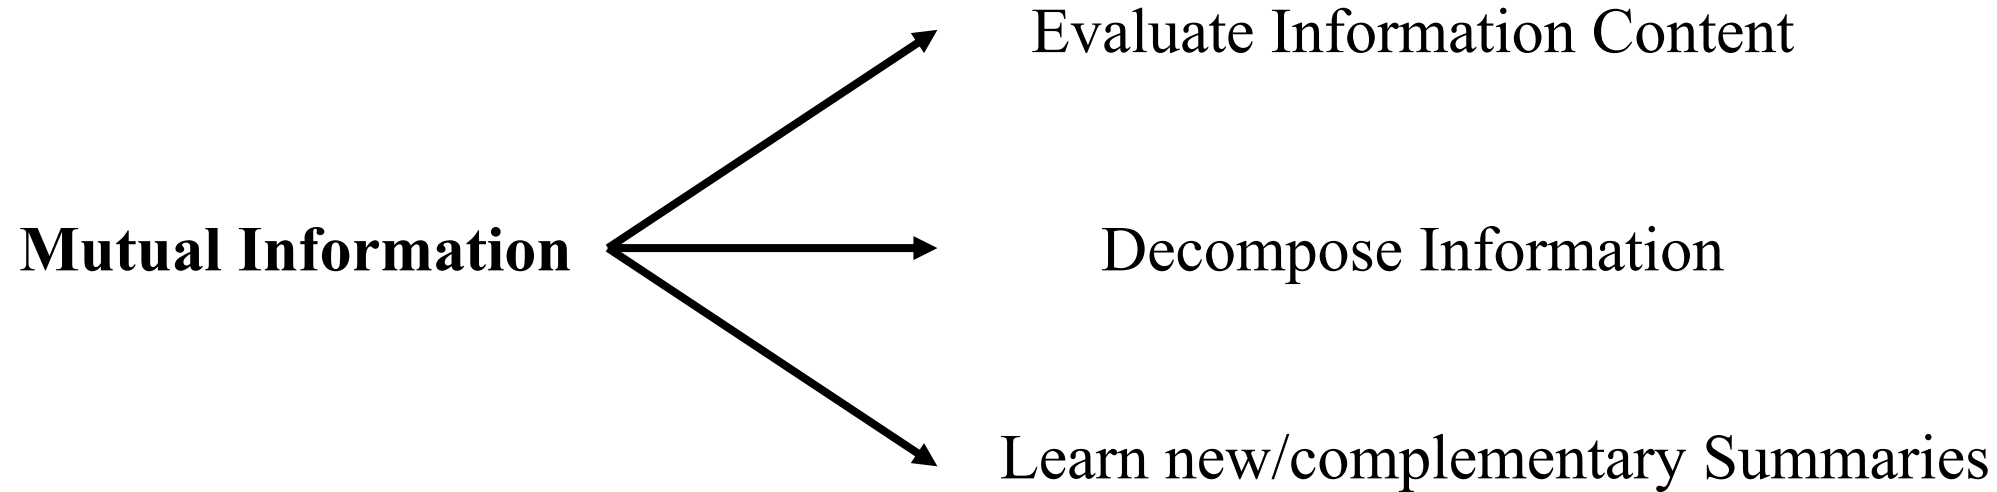 Evaluate Information Content
Mutual Information
Decompose Information
Learn new/complementary Summaries